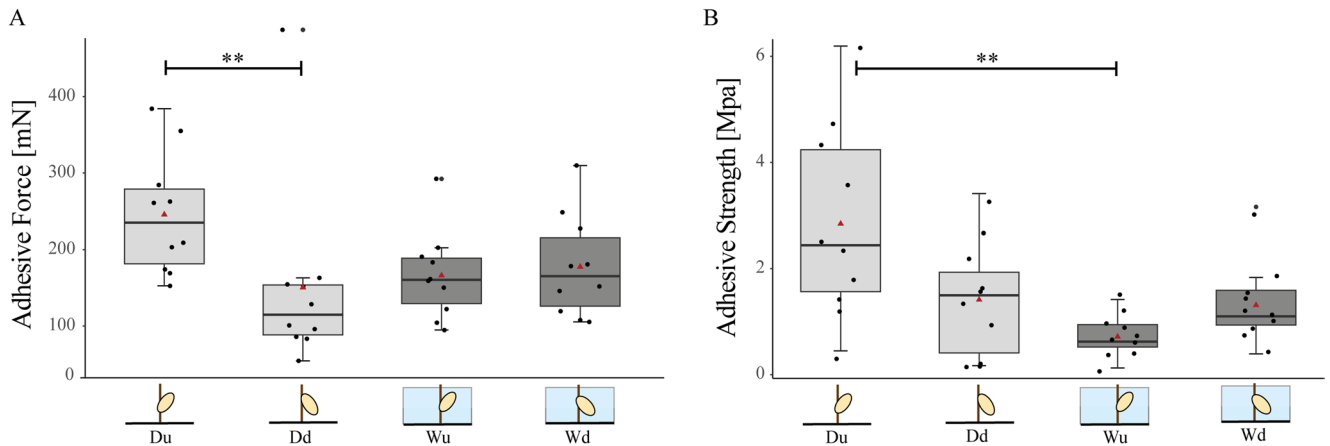 A
Adhesive Force [mN]
400
300
200
100
0
**
Du
Dd
Wu
Wd
B
Adhesive Strength [Mpa]
6
4
2
0
**
Du
Dd
Wu
Wd